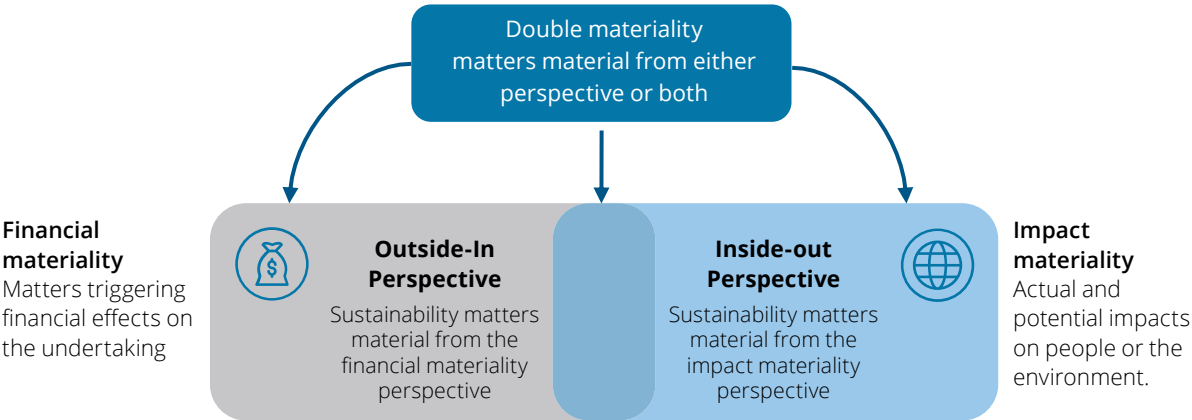 Double materiality
matters material from either
perspective or both
Financial
materiality
Matters triggering
financial effects on
the undertaking
$
Outside-In
Perspective
Sustainability matters
material from the
financial materiality
perspective
Inside-out
Perspective
Sustainability matters
material from the
impact materiality
perspective
Impact
materiality
Actual and
potential impacts
on people or the
environment.